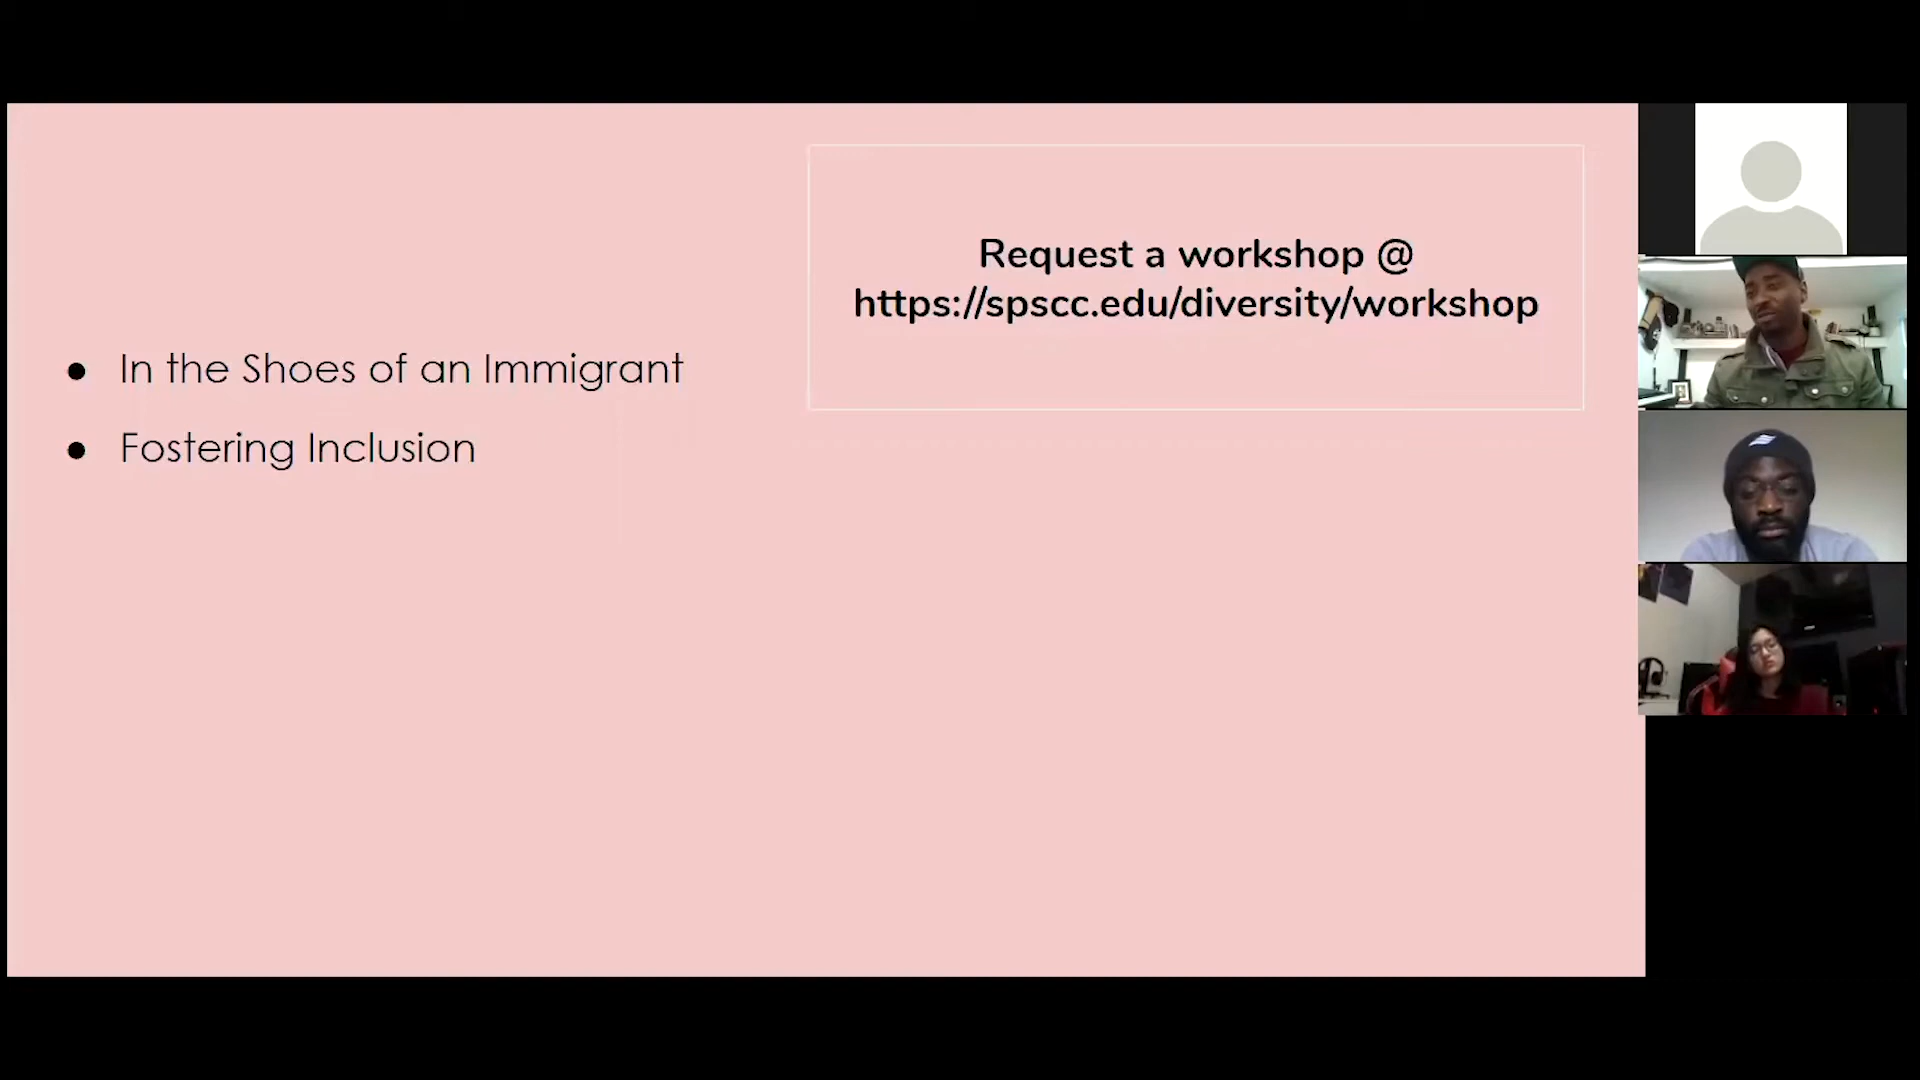 Request a workshop @
https://spscc.edu/diversity/workshop
● In the Shoes of an Immigrant
● Fostering Inclusion